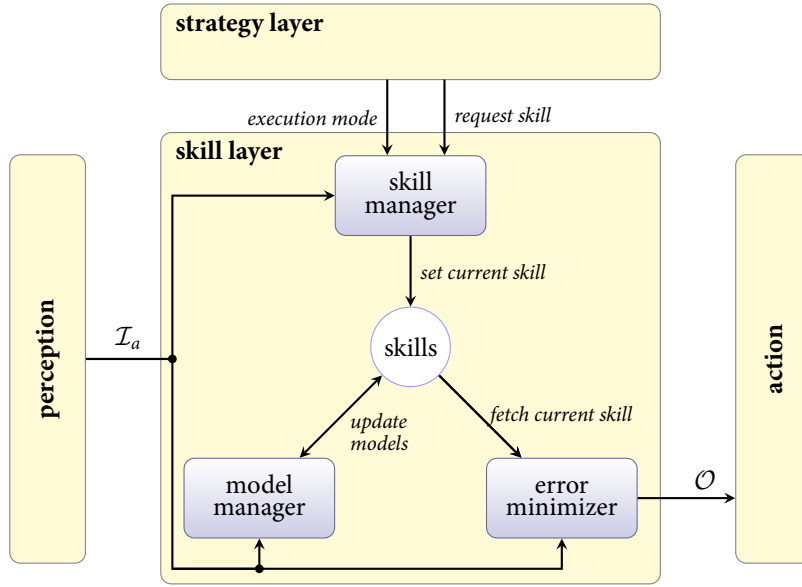 strategy layer
execution mode
request skill
skill layer
skill
manager
set current skill
perception
ℐₐ
skills
action
update
models
fetch current skill
model
manager
error
minimizer
𝒪